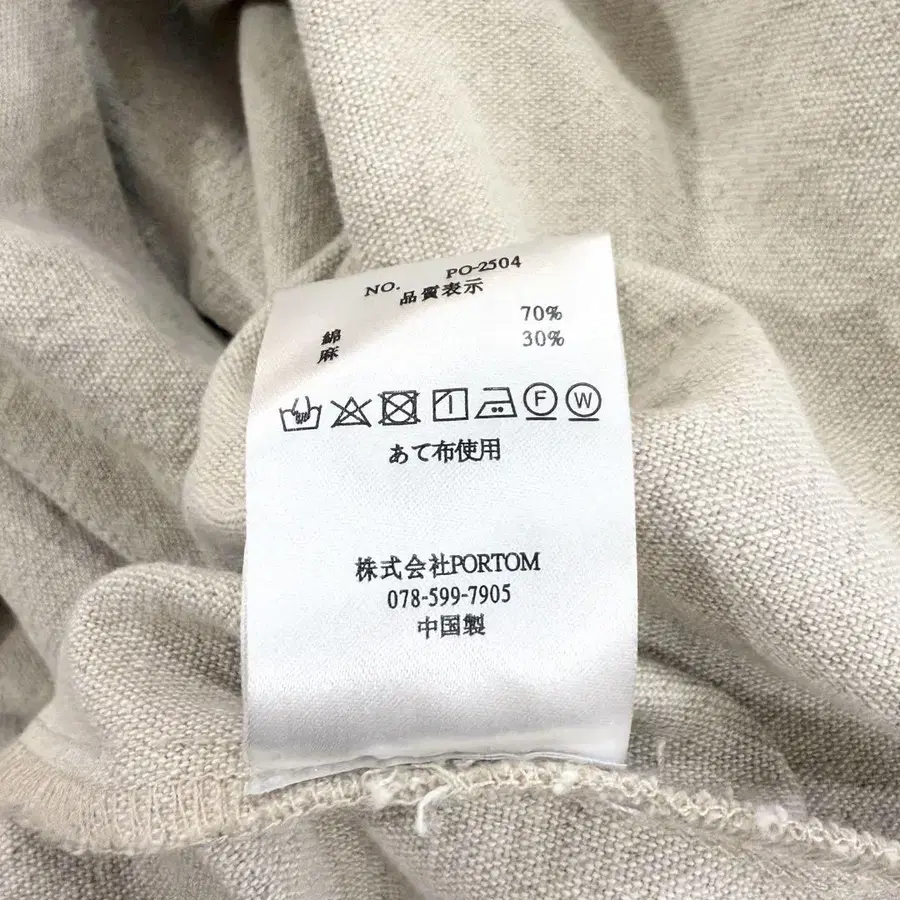 NO. PO-2504
品質表示
綿 70%
麻 30%
F W
あて布使用
株式会社PORTOM
078-599-7905
中国製